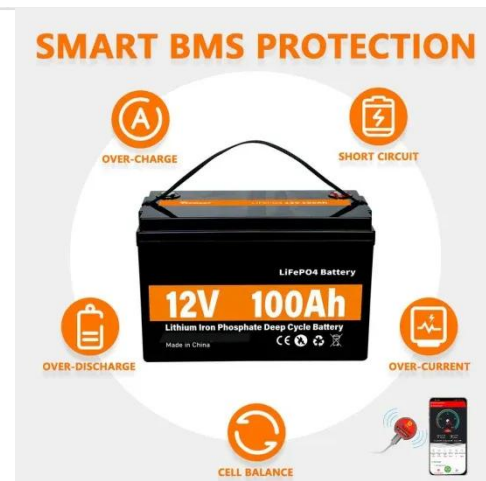 SMART BMS PROTECTION
OVER-CHARGE
SHORT CIRCUIT
LiFePO4 Battery
12V 100Ah
Lithium Iron Phosphate Deep Cycle Battery
Made in China
CE
OVER-DISCHARGE
OVER-CURRENT
CELL BALANCE